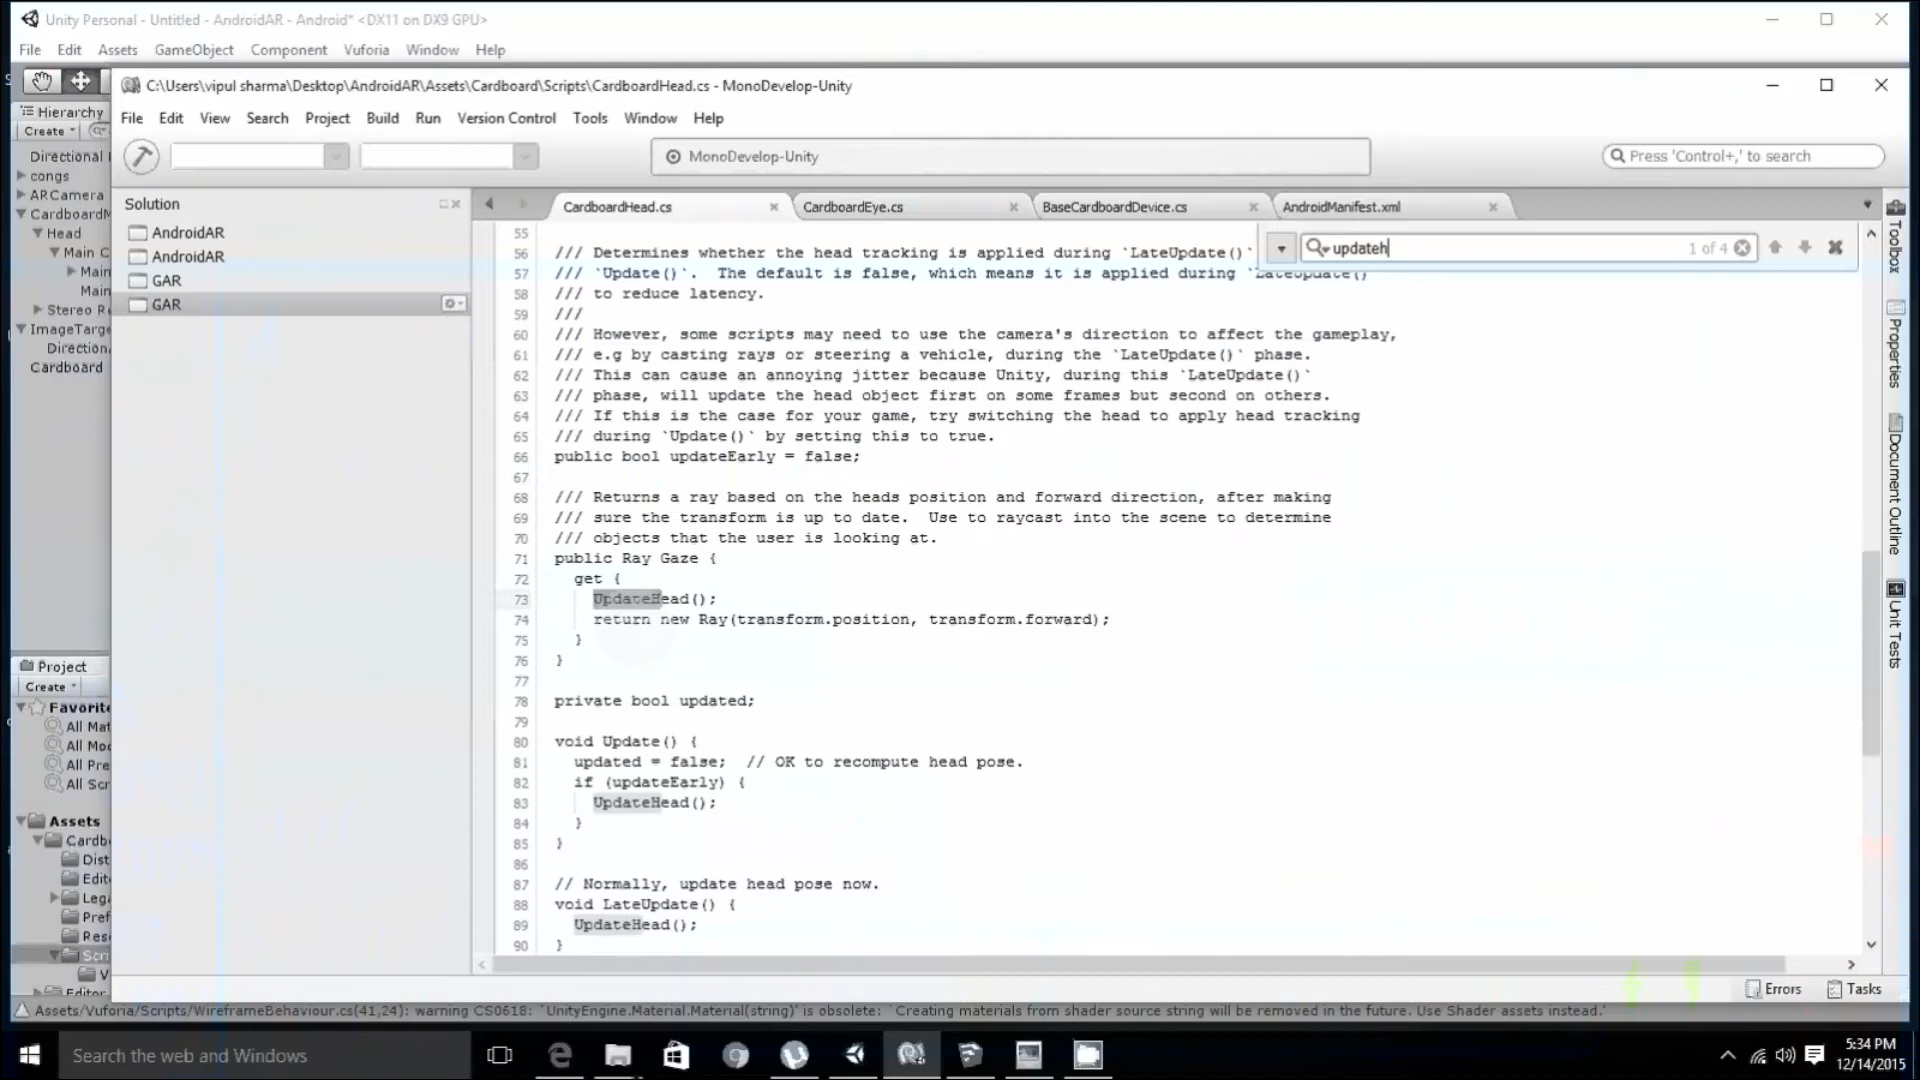 Unity Personal - Untitled - AndroidAR - Android* <DX11 on DX9 GPU>
File Edit Assets GameObject Component Vuforia Window Help
C:\Users\vipul sharma\Desktop\AndroidAR\Assets\Cardboard\Scripts\CardboardHead.cs - MonoDevelop-Unity
File Edit View Search Project Build Run Version Control Tools Window Help
MonoDevelop-Unity
Press 'Control+,' to search
Hierarchy
Create
Directional
congs
ARCamera
CardboardM
Head
Main C
Main
Main
Stereo Re
ImageTarge
Direction
Cardboard
Project
Create
Favorite
All Mat
All Mod
All Pre
All Scr
Assets
Cardb
Dist
Edit
Lega
Pref
Reso
Scri
V
Editor
Solution
AndroidAR
AndroidAR
GAR
GAR
CardboardHead.cs CardboardEye.cs BaseCardboardDevice.cs AndroidManifest.xml
updateh 1 of 4
55
56 /// Determines whether the head tracking is applied during `LateUpdate()`
57 /// `Update()`.  The default is false, which means it is applied during `LateUpdate()`
58 /// to reduce latency.
59 ///
60 /// However, some scripts may need to use the camera's direction to affect the gameplay,
61 /// e.g by casting rays or steering a vehicle, during the `LateUpdate()` phase.
62 /// This can cause an annoying jitter because Unity, during this `LateUpdate()`
63 /// phase, will update the head object first on some frames but second on others.
64 /// If this is the case for your game, try switching the head to apply head tracking
65 /// during `Update()` by setting this to true.
66 public bool updateEarly = false;
67
68 /// Returns a ray based on the heads position and forward direction, after making
69 /// sure the transform is up to date.  Use to raycast into the scene to determine
70 /// objects that the user is looking at.
71 public Ray Gaze {
72 get {
73 UpdateHead();
74 return new Ray(transform.position, transform.forward);
75 }
76 }
77
78 private bool updated;
79
80 void Update() {
81 updated = false;  // OK to recompute head pose.
82 if (updateEarly) {
83 UpdateHead();
84 }
85 }
86
87 // Normally, update head pose now.
88 void LateUpdate() {
89 UpdateHead();
90 }
Toolbox
Properties
Document Outline
Unit Tests
Errors Tasks
Assets/Vuforia/Scripts/WireframeBehaviour.cs(41,24): warning CS0618: `UnityEngine.Material.Material(string)' is obsolete: `Creating materials from shader source string will be removed in the future. Use Shader assets instead.'
Search the web and Windows
5:34 PM
12/14/2015